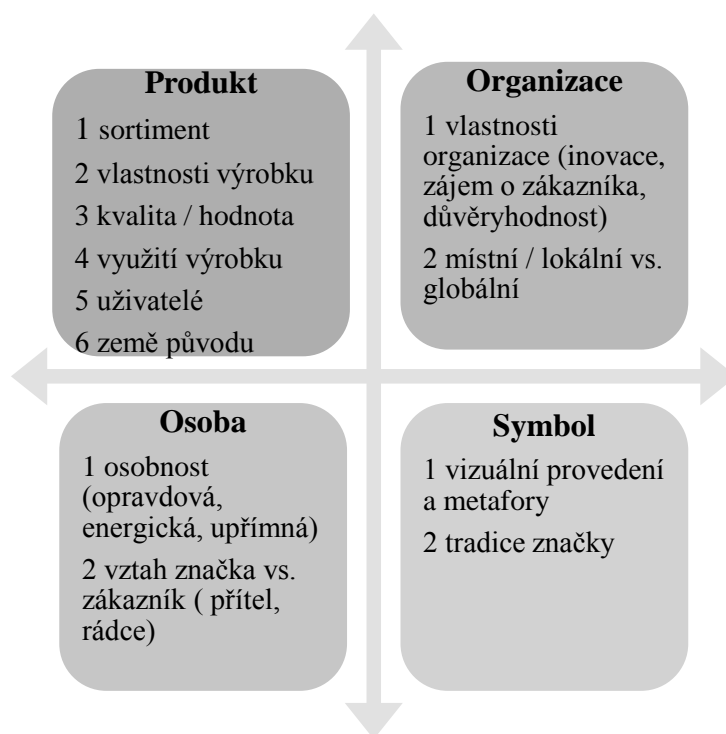 Produkt
1 sortiment
2 vlastnosti výrobku
3 kvalita / hodnota
4 využití výrobku
5 uživatelé
6 země původu
Organizace
1 vlastnosti
organizace (inovace,
zájem o zákazníka,
důvěryhodnost)
2 místní / lokální vs.
globální
Osoba
1 osobnost
(opravdová,
energická, upřímná)
2 vztah značka vs.
zákazník ( přítel,
rádce)
Symbol
1 vizuální provedení
a metafory
2 tradice značky